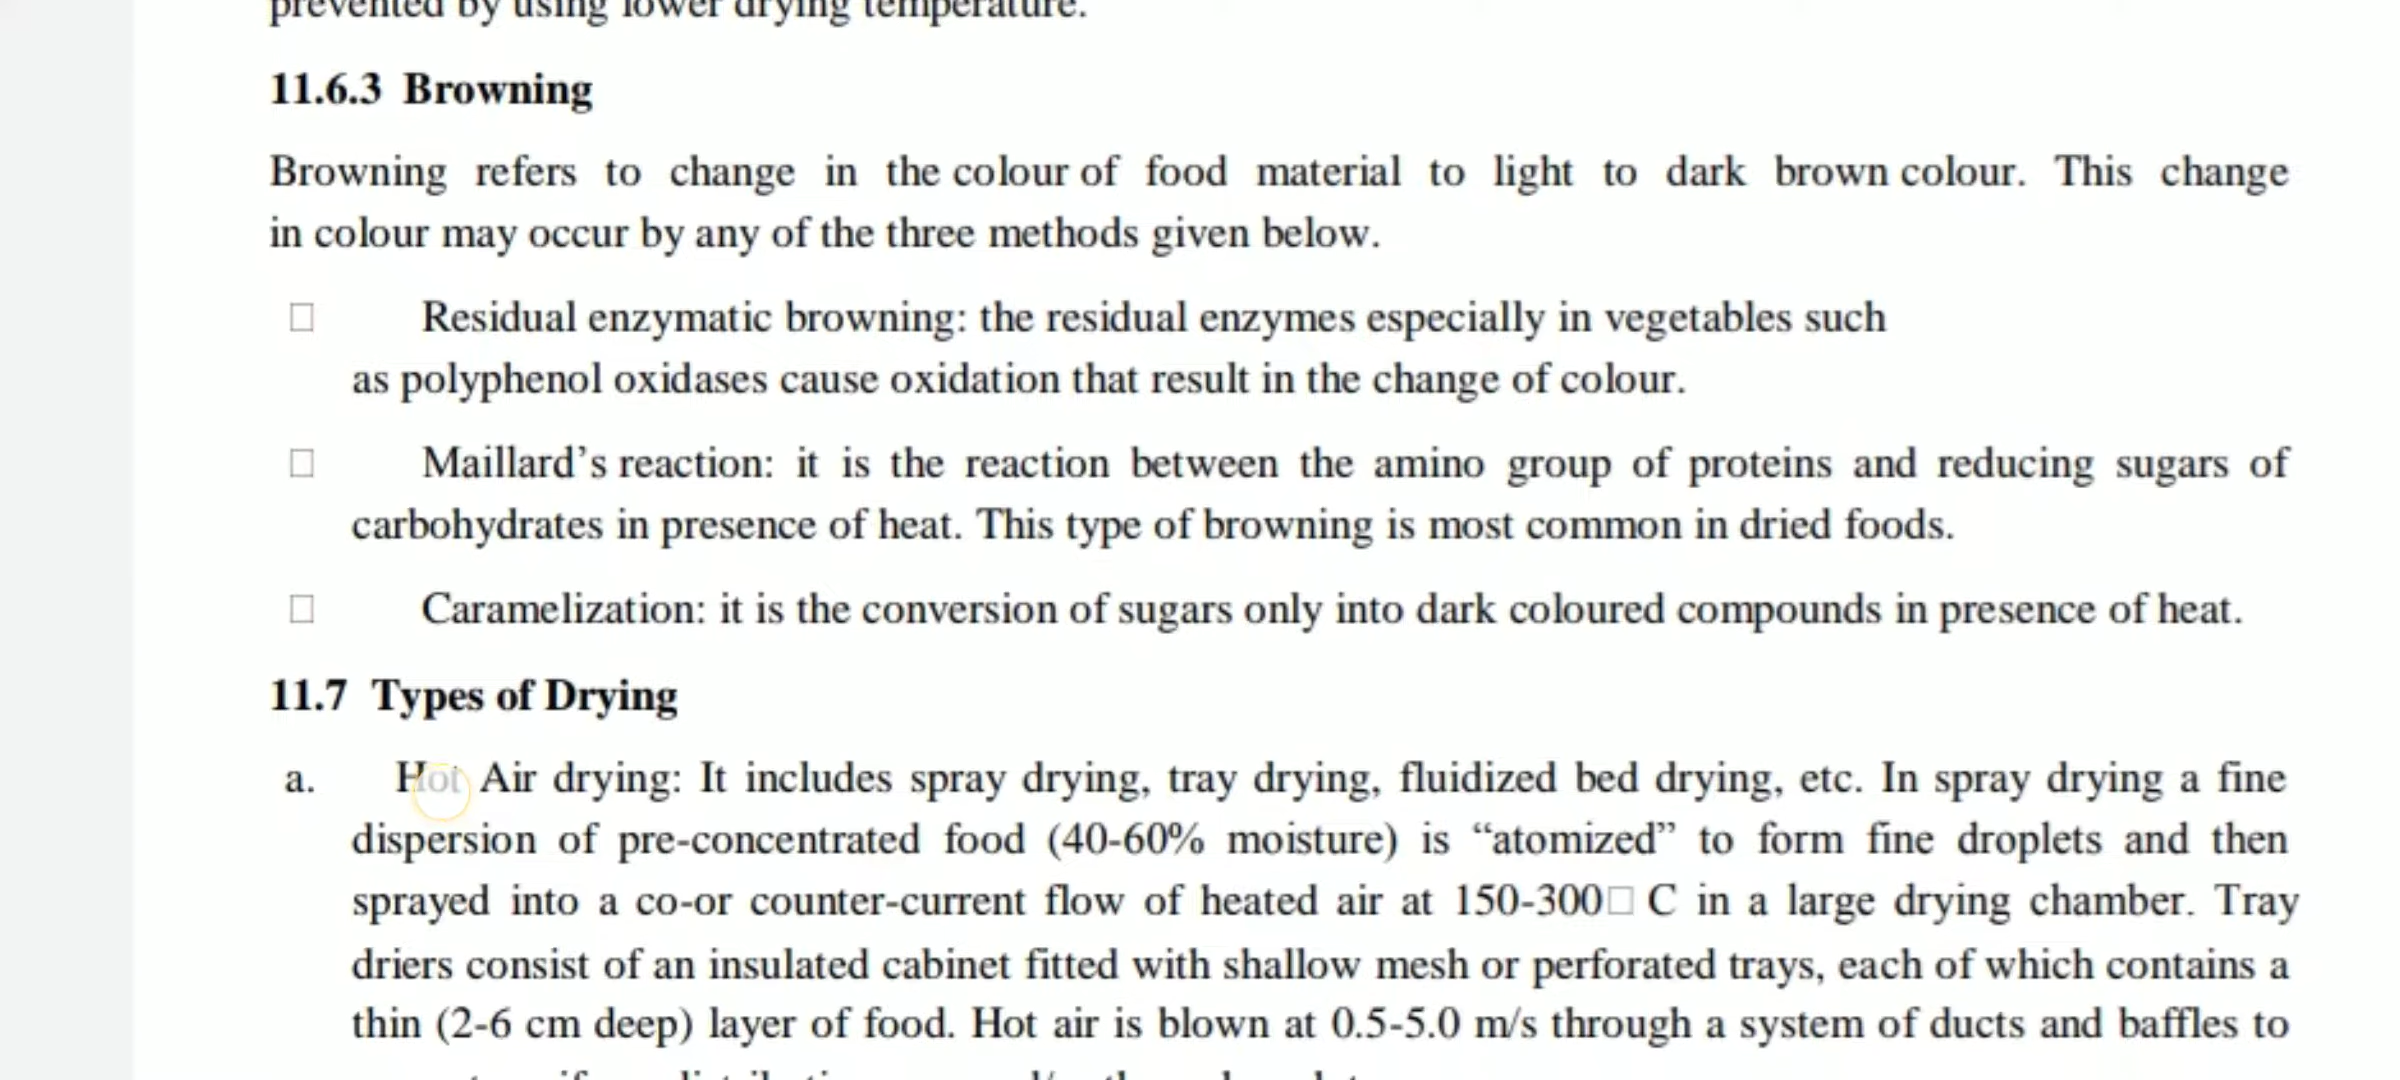 prevented by using lower drying temperature.
11.6.3 Browning
Browning refers to change in the colour of food material to light to dark brown colour. This change
in colour may occur by any of the three methods given below.
□ Residual enzymatic browning: the residual enzymes especially in vegetables such
as polyphenol oxidases cause oxidation that result in the change of colour.
□ Maillard’s reaction: it is the reaction between the amino group of proteins and reducing sugars of
carbohydrates in presence of heat. This type of browning is most common in dried foods.
□ Caramelization: it is the conversion of sugars only into dark coloured compounds in presence of heat.
11.7 Types of Drying
a. Hot Air drying: It includes spray drying, tray drying, fluidized bed drying, etc. In spray drying a fine
dispersion of pre-concentrated food (40-60% moisture) is “atomized” to form fine droplets and then
sprayed into a co-or counter-current flow of heated air at 150-300□ C in a large drying chamber. Tray
driers consist of an insulated cabinet fitted with shallow mesh or perforated trays, each of which contains a
thin (2-6 cm deep) layer of food. Hot air is blown at 0.5-5.0 m/s through a system of ducts and baffles to